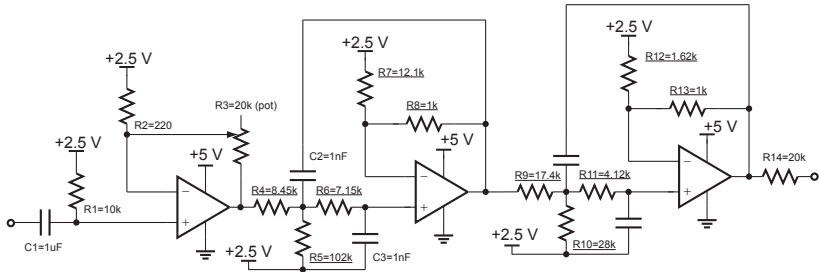 +2.5 V
R2=220
R3=20k (pot)
+2.5 V
R1=10k
C1=1uF
+5 V
−
+
R4=8.45k
R6=7.15k
C2=1nF
R5=102k
C3=1nF
+2.5 V
+2.5 V
R7=12.1k
R8=1k
+5 V
−
+
R9=17.4k
R11=4.12k
R10=28k
+2.5 V
+2.5 V
R12=1.62k
R13=1k
+5 V
−
+
R14=20k